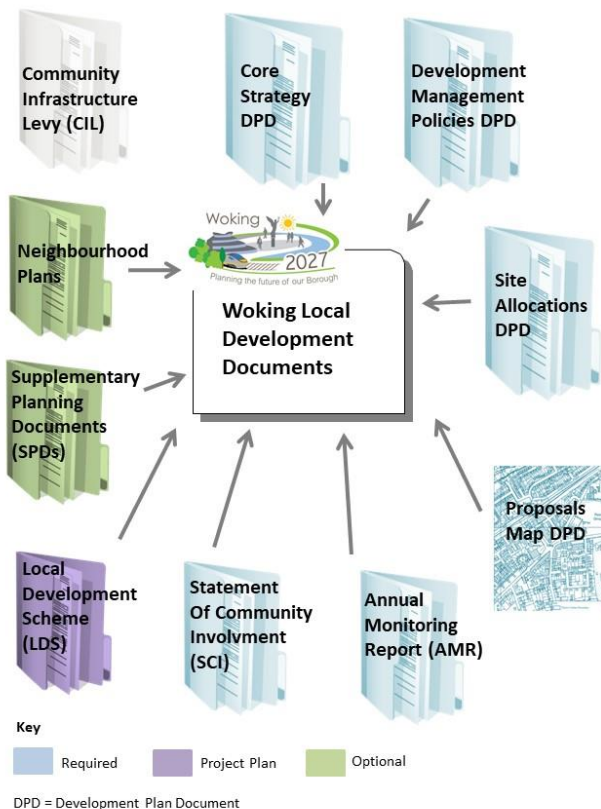 Community
Infrastructure
Levy (CIL)
Core
Strategy
DPD
Development
Management
Policies DPD
Neighbourhood
Plans
Woking
2027
Planning the future of our Borough
Woking Local
Development
Documents
Site
Allocations
DPD
Supplementary
Planning
Documents
(SPDs)
Proposals
Map DPD
Local
Development
Scheme
(LDS)
Statement
Of Community
Involvment
(SCI)
Annual
Monitoring
Report (AMR)
Key
Required
Project Plan
Optional
DPD = Development Plan Document